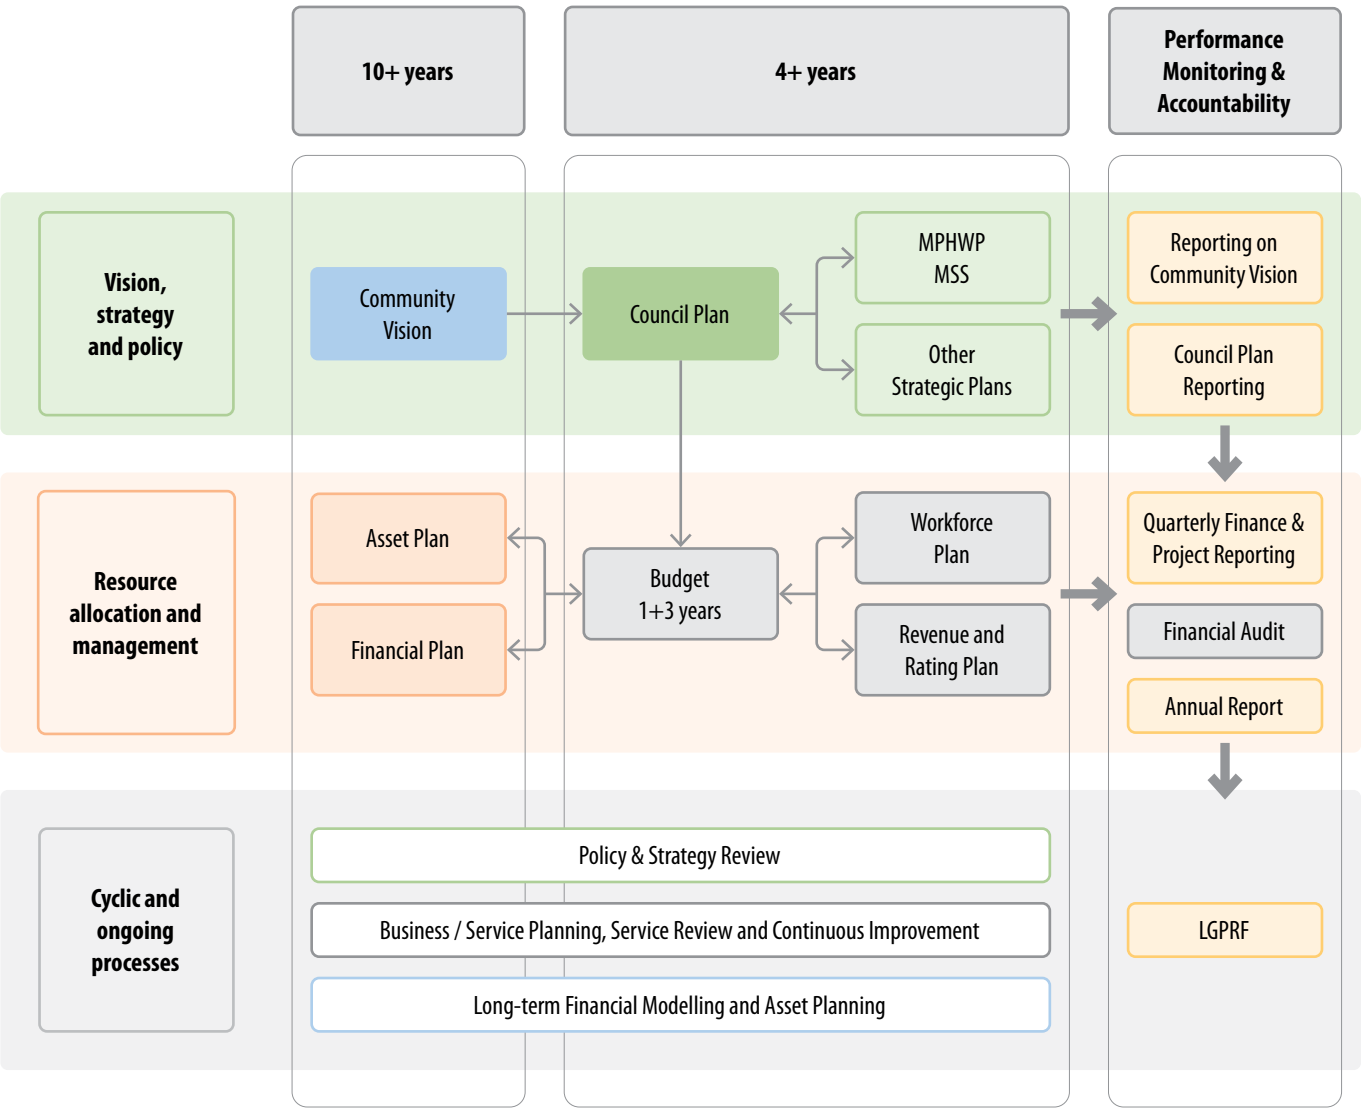 10+ years
4+ years
Performance
Monitoring &
Accountability
Vision,
strategy
and policy
Community
Vision
Council Plan
MPHWP
MSS
Other
Strategic Plans
Reporting on
Community Vision
Council Plan
Reporting
Resource
allocation and
management
Asset Plan
Financial Plan
Budget
1+3 years
Workforce
Plan
Revenue and
Rating Plan
Quarterly Finance &
Project Reporting
Financial Audit
Annual Report
Cyclic and
ongoing
processes
Policy & Strategy Review
Business / Service Planning, Service Review and Continuous Improvement
Long-term Financial Modelling and Asset Planning
LGPRF